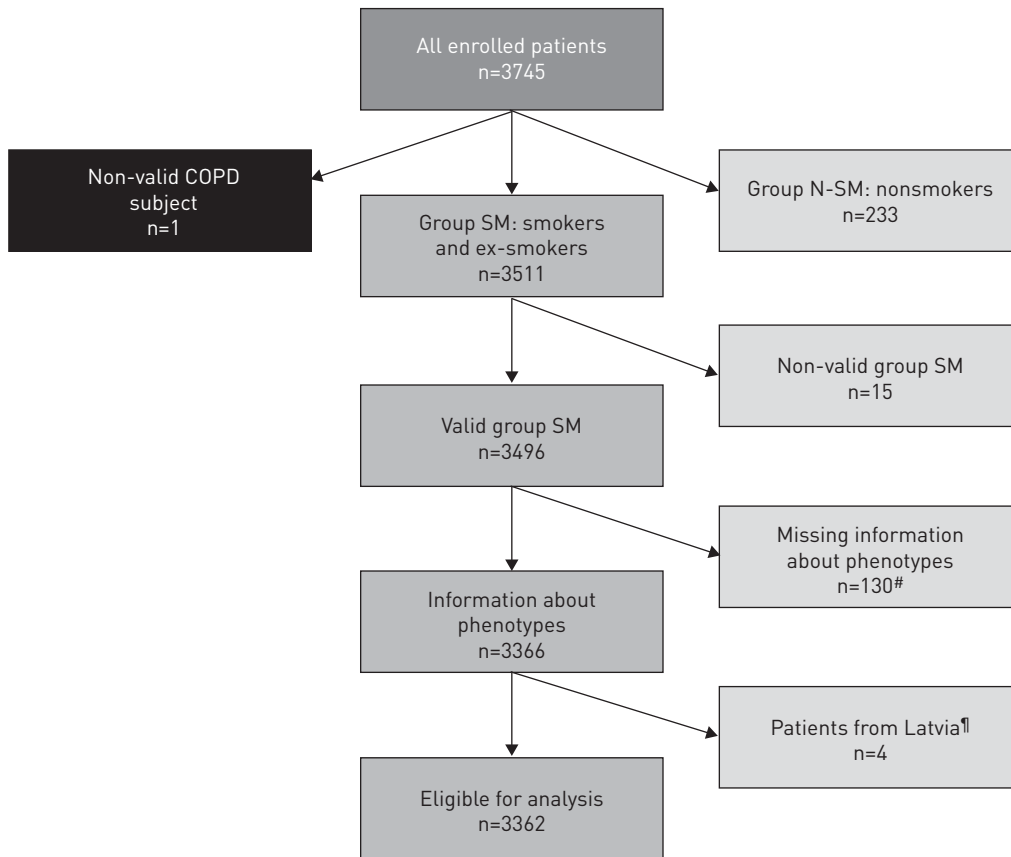 All enrolled patients
n=3745
Non-valid COPD
subject
n=1
Group SM: smokers
and ex-smokers
n=3511
Group N-SM: nonsmokers
n=233
Non-valid group SM
n=15
Valid group SM
n=3496
Missing information
about phenotypes
n=130#
Information about
phenotypes
n=3366
Patients from Latvia¶
n=4
Eligible for analysis
n=3362